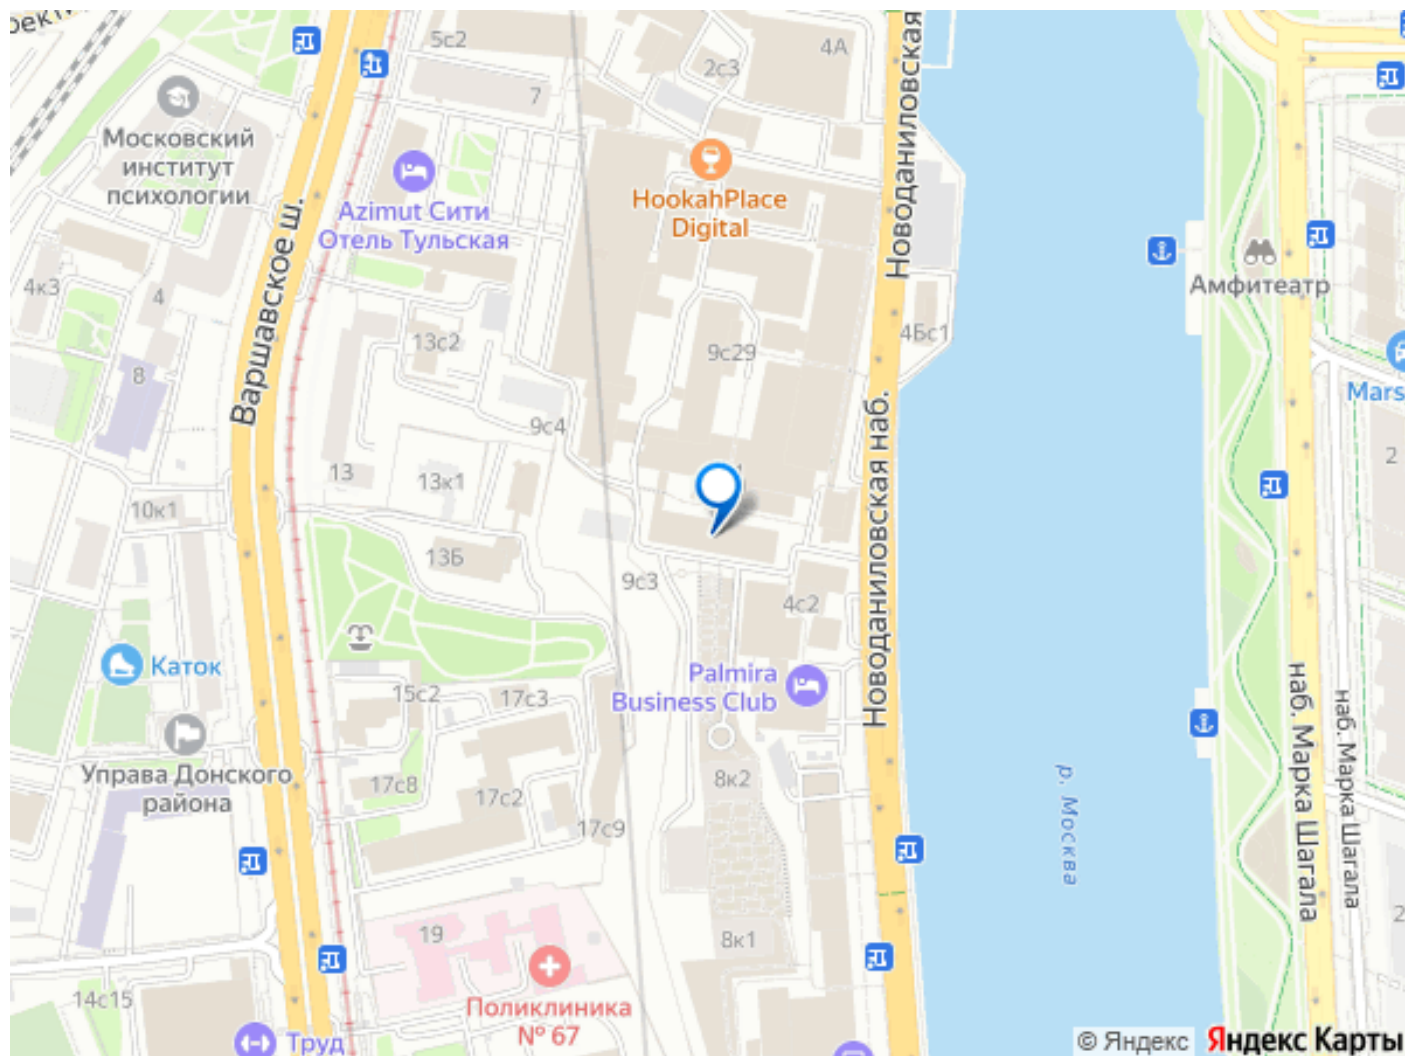 5с2
4А
2с3
7
Московский
институт
психологии
Azimut Сити
Отель Тульская
HookahPlace
Digital
Новоданиловская
Варшавское ш.
4к3
4
8
13с2
9с29
4Бс1
Амфитеатр
Mars
2
9с4
13
13к1
10к1
13Б
9с3
4с2
Новоданиловская наб.
Каток
15с2
17с3
Palmira
Business Club
Управа Донского
района
17с8
17с2
17с9
8к2
р. Москва
наб. Марка Шагала
наб. Марка Шагала
19
8к1
2
Поликлиника
№ 67
14с15
Труд
© Яндекс
Яндекс Карты